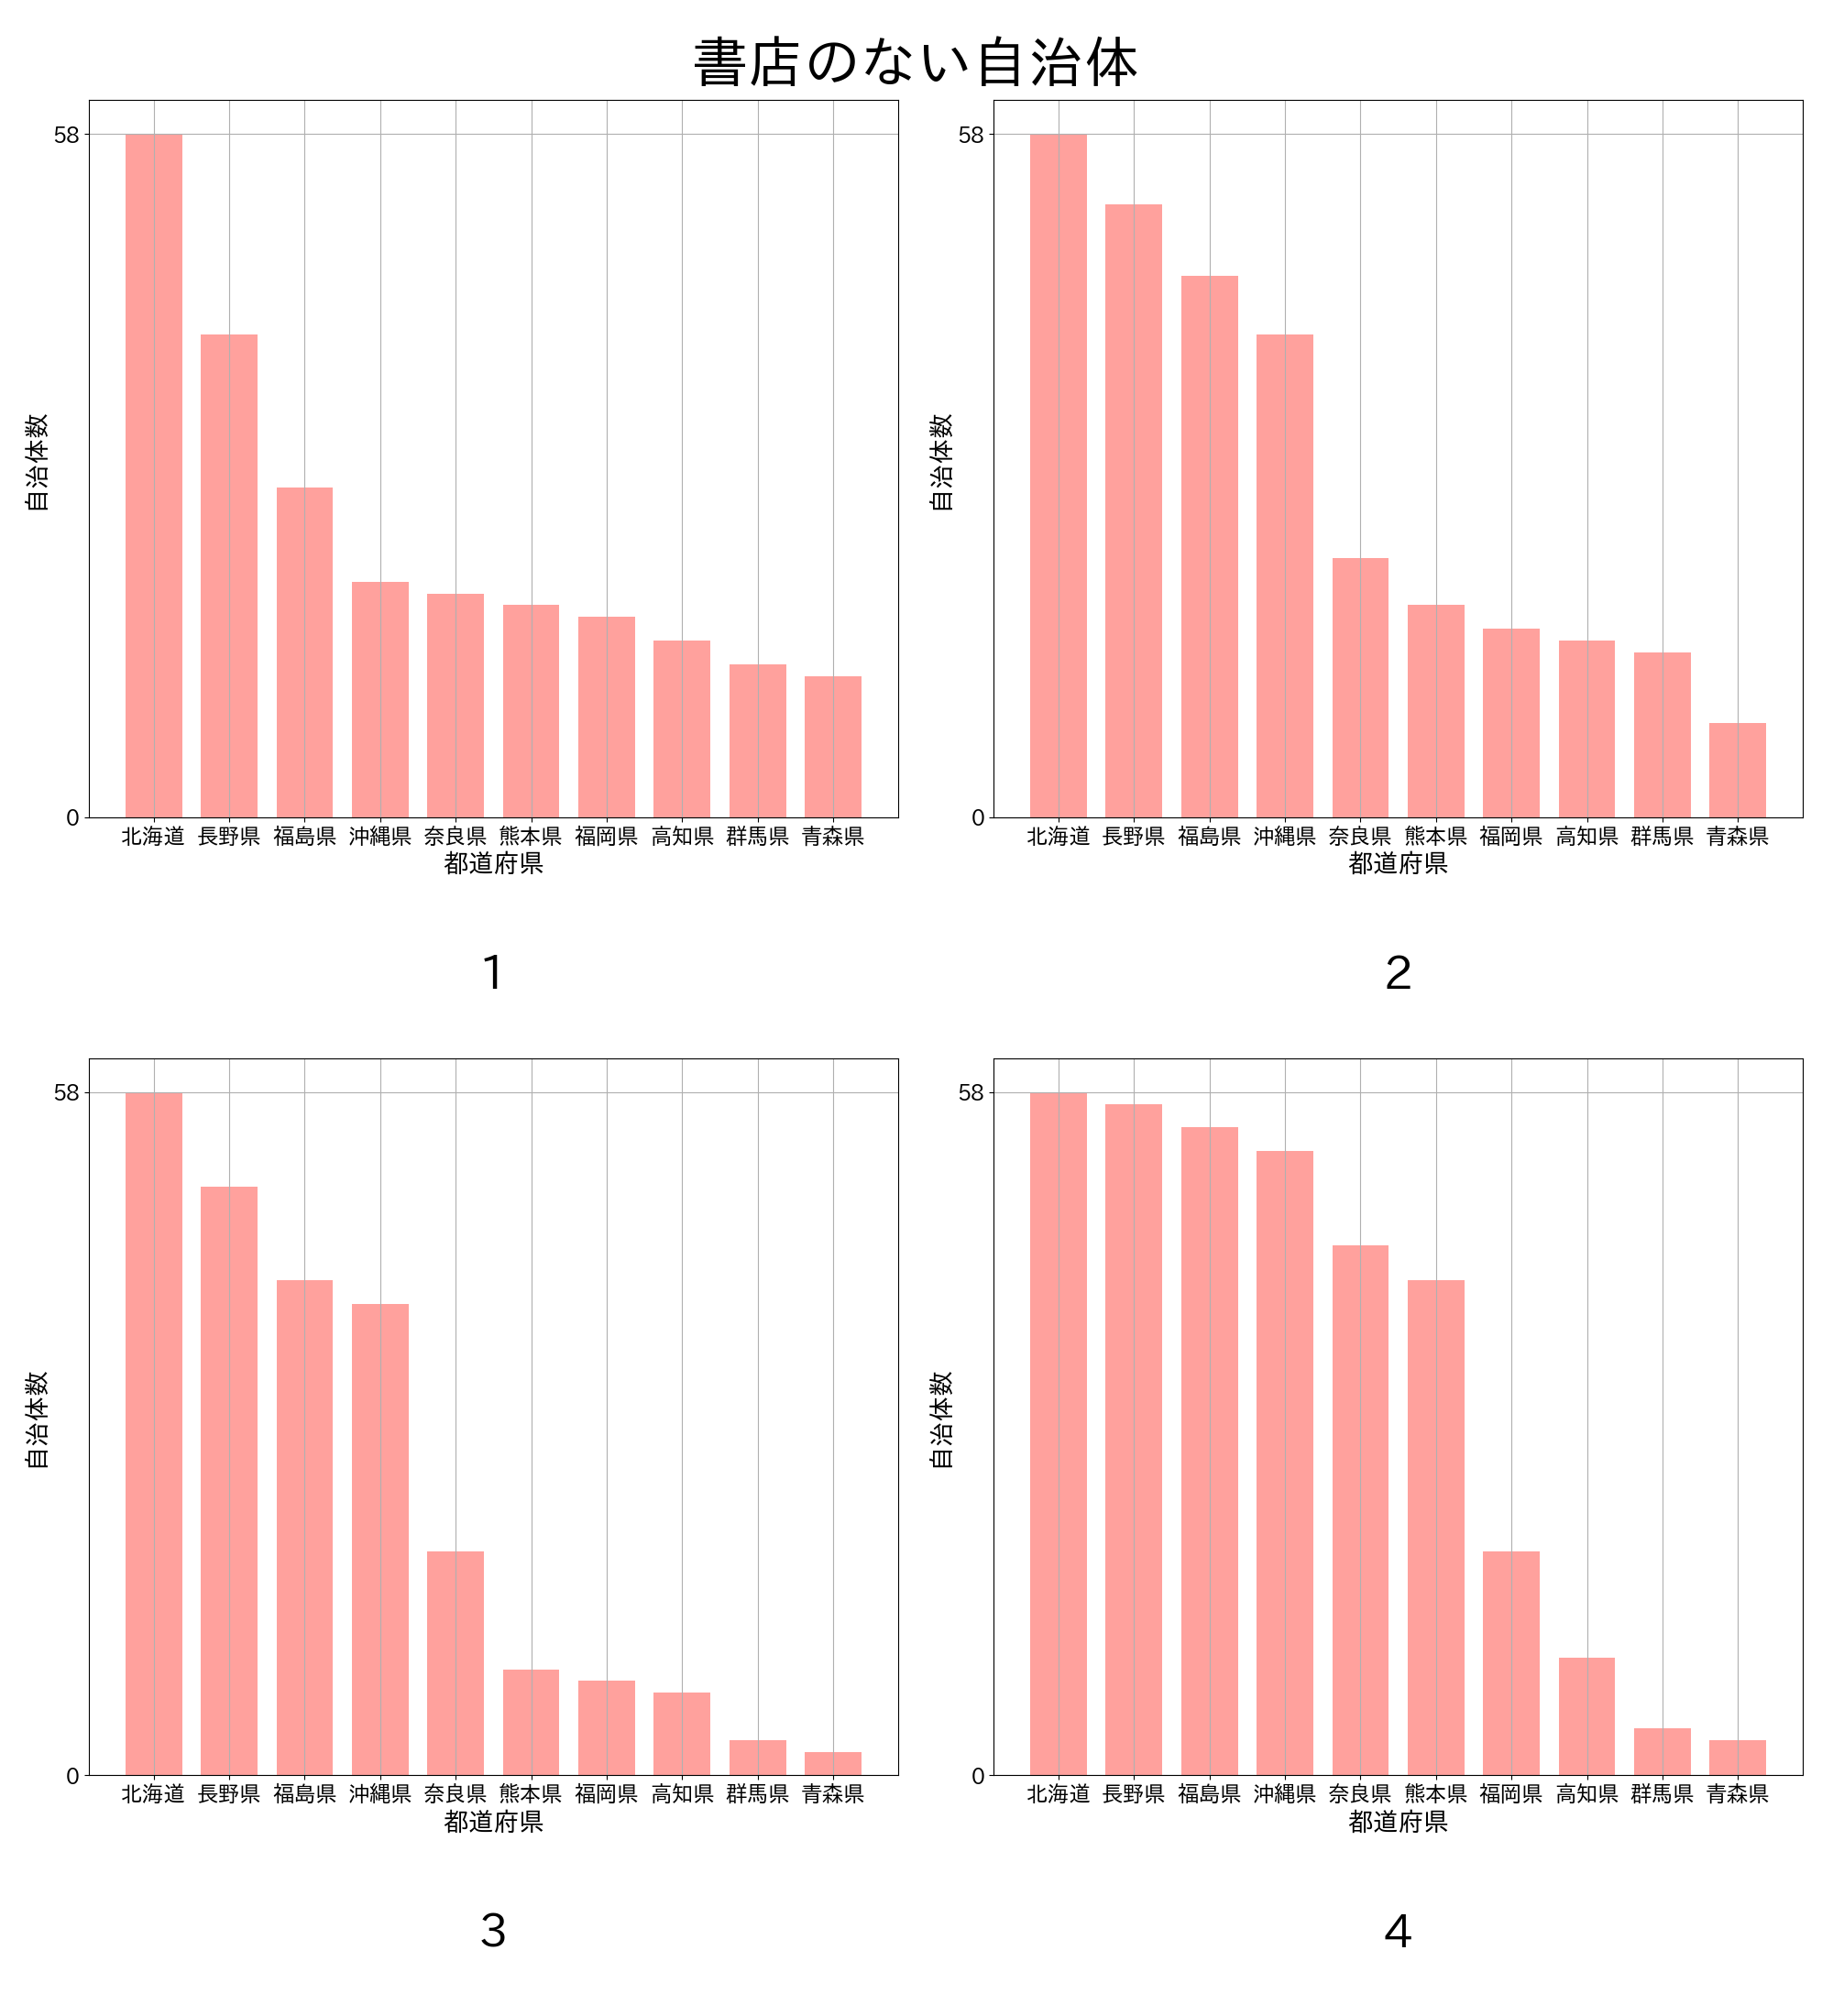 書店のない自治体
58
0
自治体数
北海道 長野県 福島県 沖縄県 奈良県 熊本県 福岡県 高知県 群馬県 青森県
都道府県
1
58
0
自治体数
北海道 長野県 福島県 沖縄県 奈良県 熊本県 福岡県 高知県 群馬県 青森県
都道府県
2
58
0
自治体数
北海道 長野県 福島県 沖縄県 奈良県 熊本県 福岡県 高知県 群馬県 青森県
都道府県
3
58
0
自治体数
北海道 長野県 福島県 沖縄県 奈良県 熊本県 福岡県 高知県 群馬県 青森県
都道府県
4